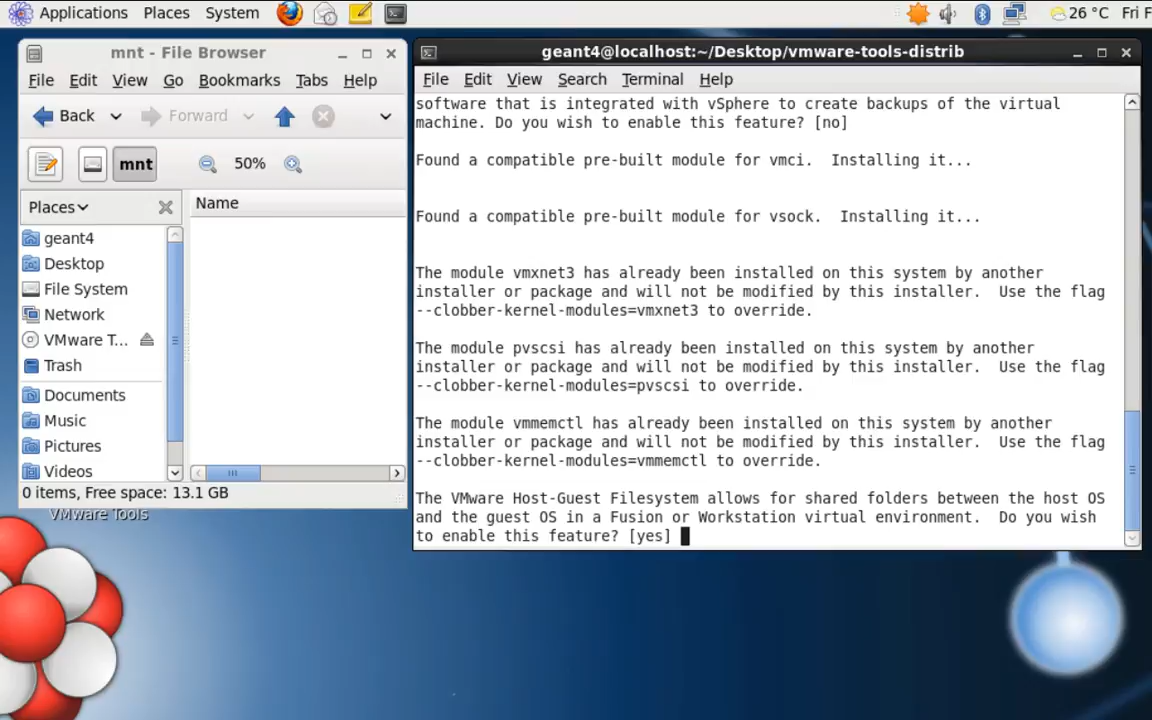 Applications Places System 26 °C Fri F
mnt - File Browser
File Edit View Go Bookmarks Tabs Help
Back Forward
mnt 50%
Places
Name
geant4
Desktop
File System
Network
VMware T...
Trash
Documents
Music
Pictures
Videos
0 items, Free space: 13.1 GB
VMware Tools
geant4@localhost:~/Desktop/vmware-tools-distrib
File Edit View Search Terminal Help
software that is integrated with vSphere to create backups of the virtual
machine. Do you wish to enable this feature? [no]
Found a compatible pre-built module for vmci.  Installing it...
Found a compatible pre-built module for vsock.  Installing it...
The module vmxnet3 has already been installed on this system by another
installer or package and will not be modified by this installer.  Use the flag
--clobber-kernel-modules=vmxnet3 to override.
The module pvscsi has already been installed on this system by another
installer or package and will not be modified by this installer.  Use the flag
--clobber-kernel-modules=pvscsi to override.
The module vmmemctl has already been installed on this system by another
installer or package and will not be modified by this installer.  Use the flag
--clobber-kernel-modules=vmmemctl to override.
The VMware Host-Guest Filesystem allows for shared folders between the host OS
and the guest OS in a Fusion or Workstation virtual environment.  Do you wish
to enable this feature? [yes]